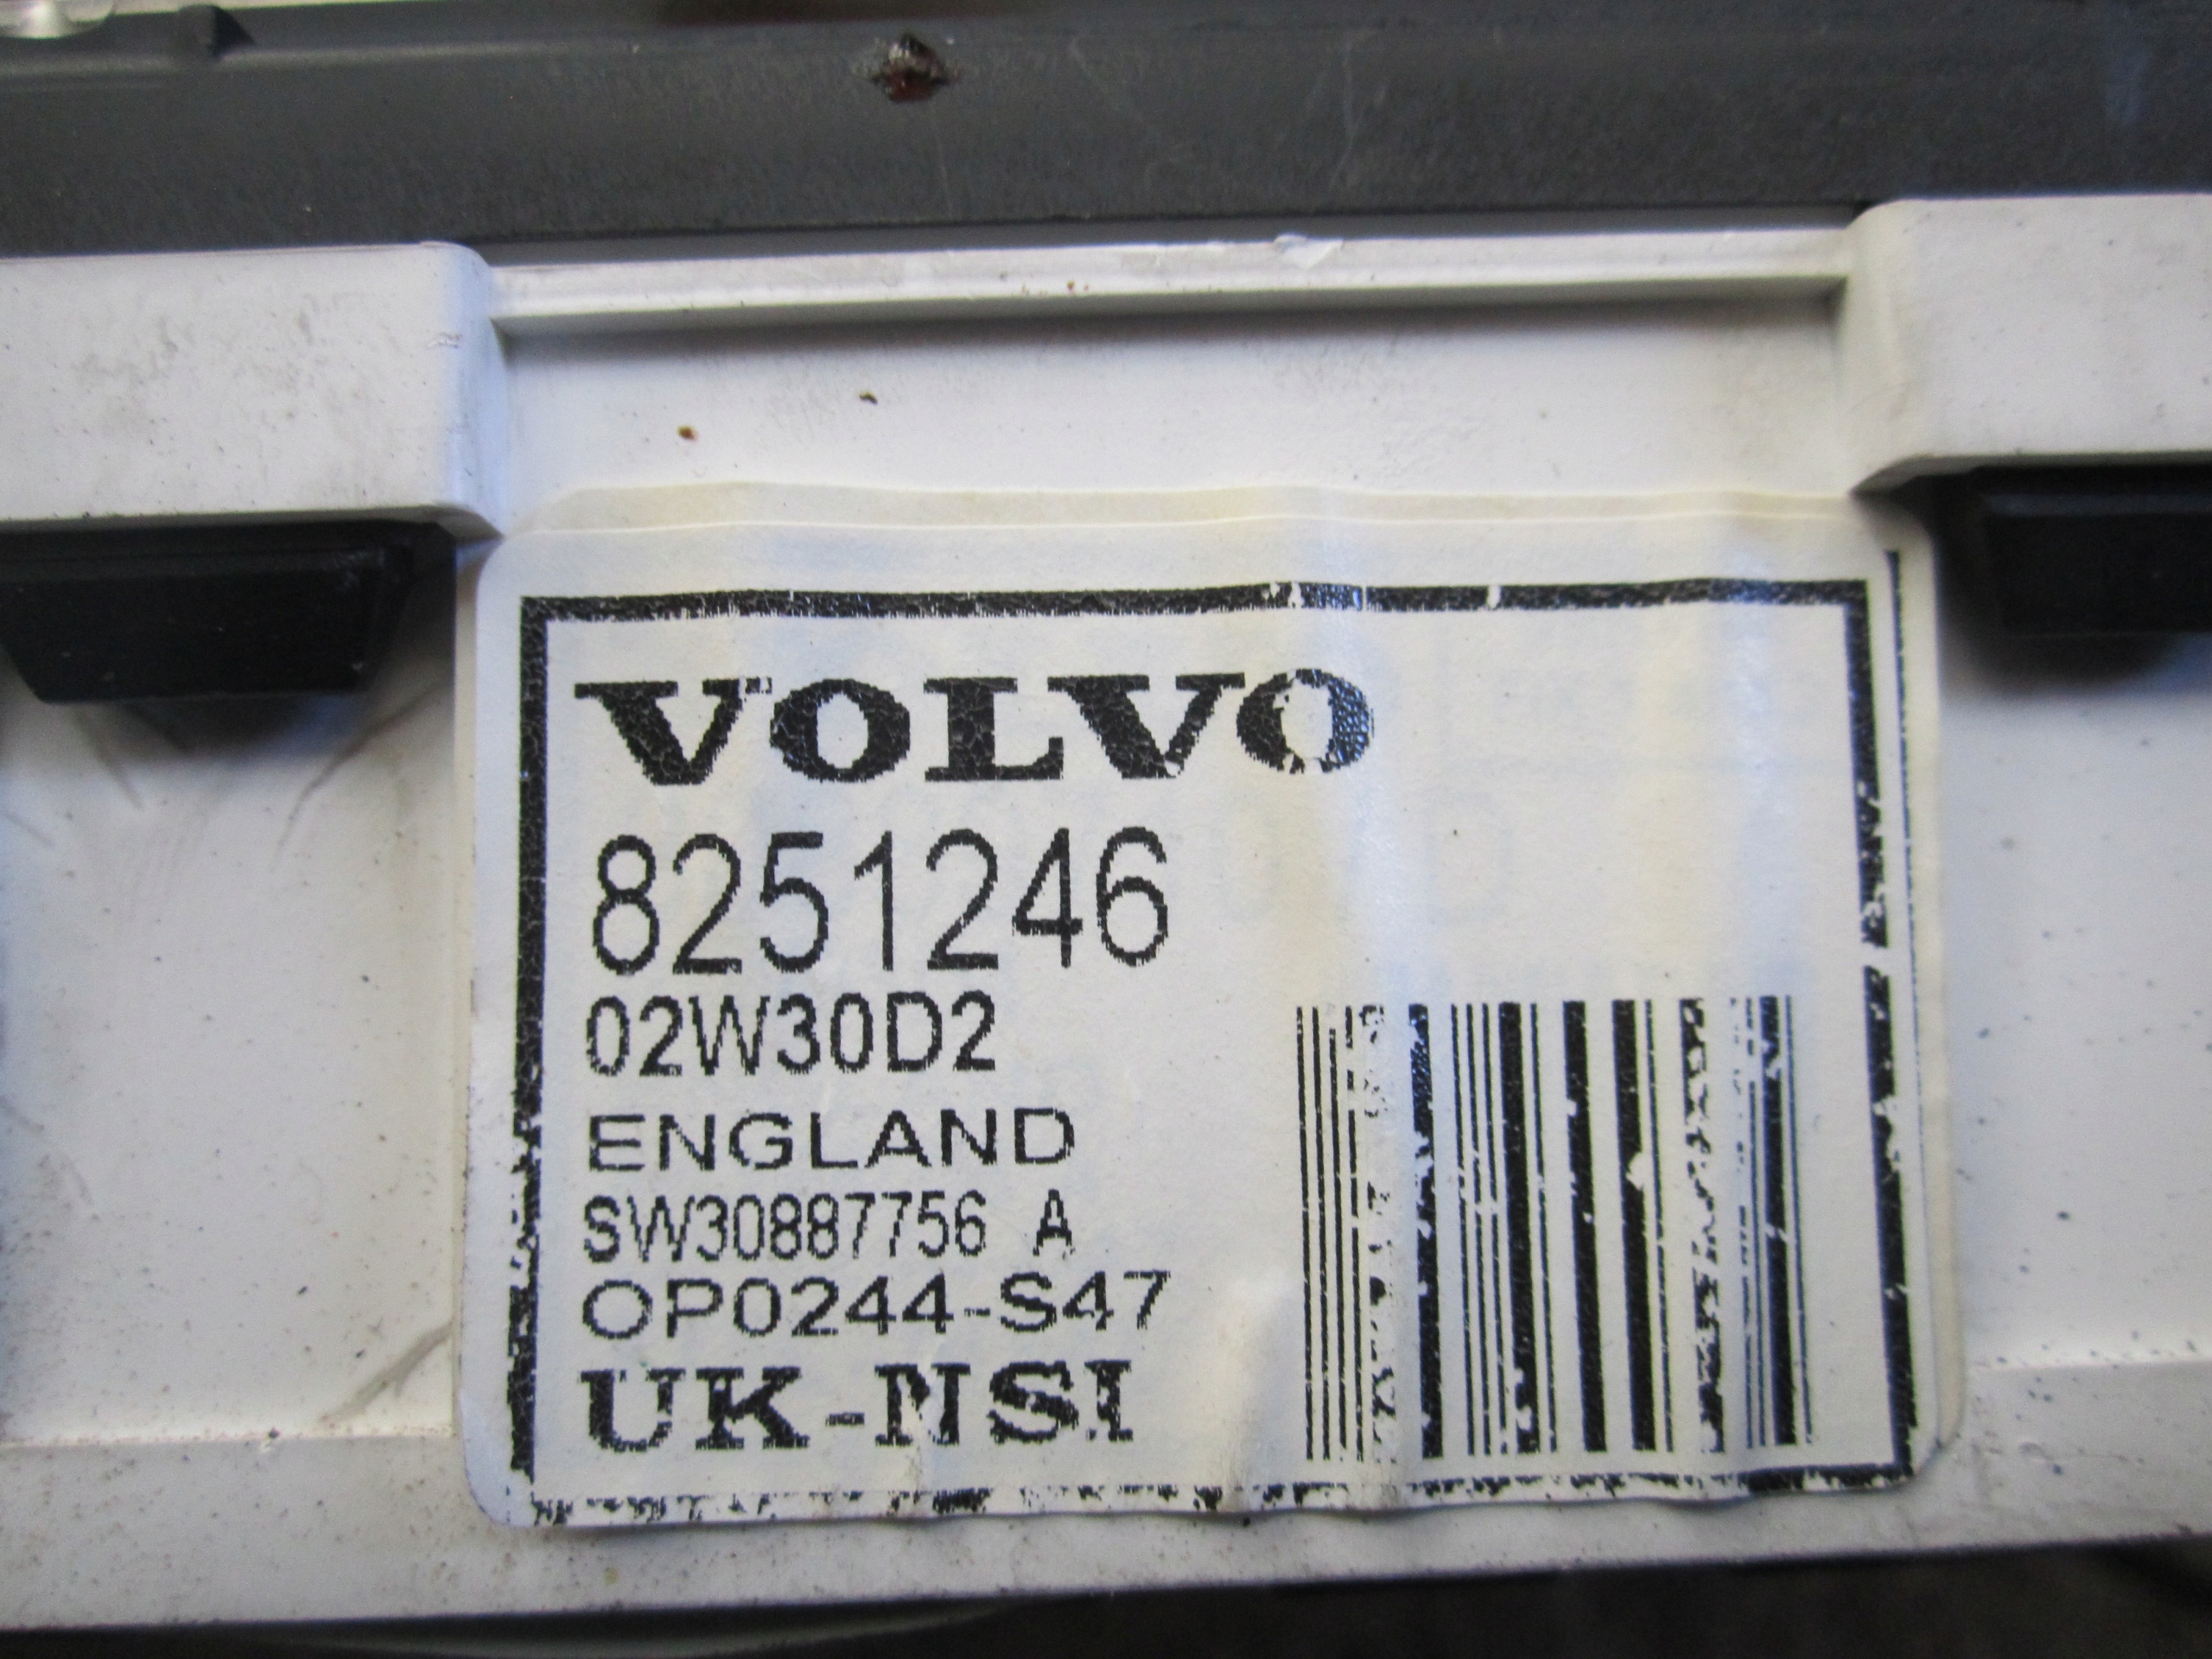 VOLVO
8251246
02W30D2
ENGLAND
SW30887756 A
OP0244-S47
UK-NSI